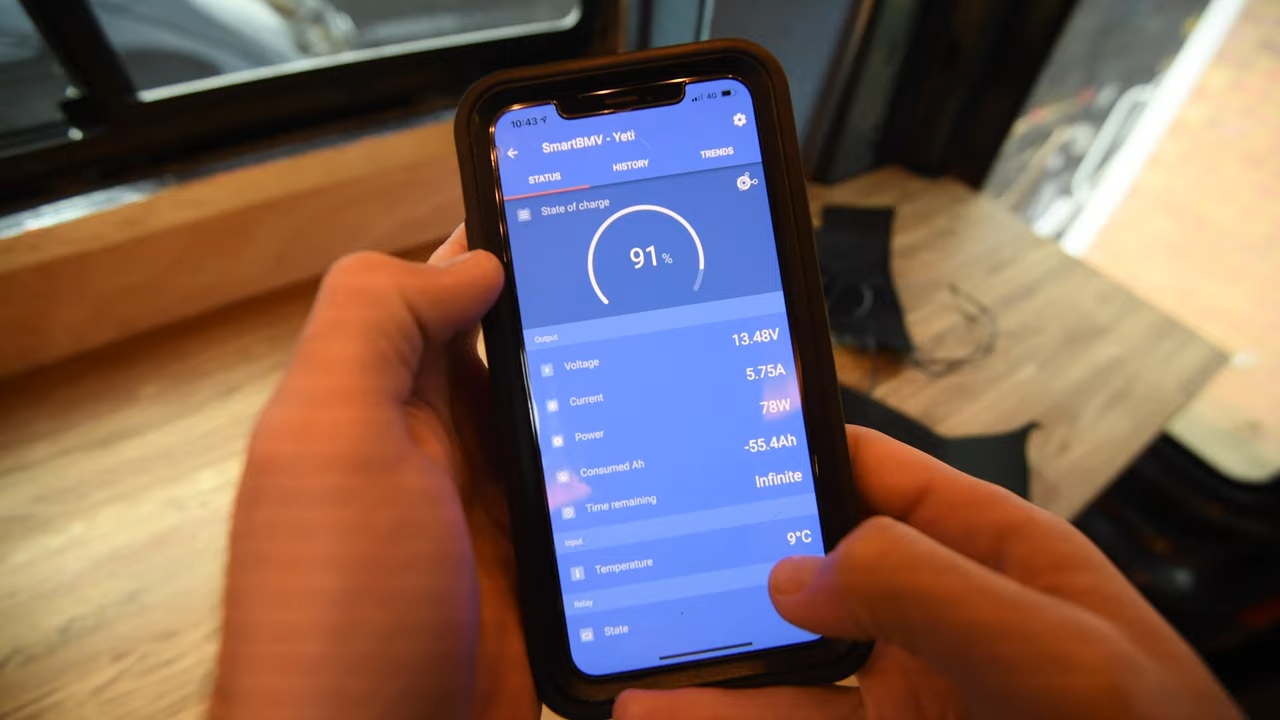 10:43 4G
SmartBMV - Yeti
STATUS HISTORY TRENDS
State of charge
91 %
Output
Voltage 13.48V
Current 5.75A
Power 78W
Consumed Ah -55.4Ah
Time remaining Infinite
Input
Temperature 9°C
Relay
State